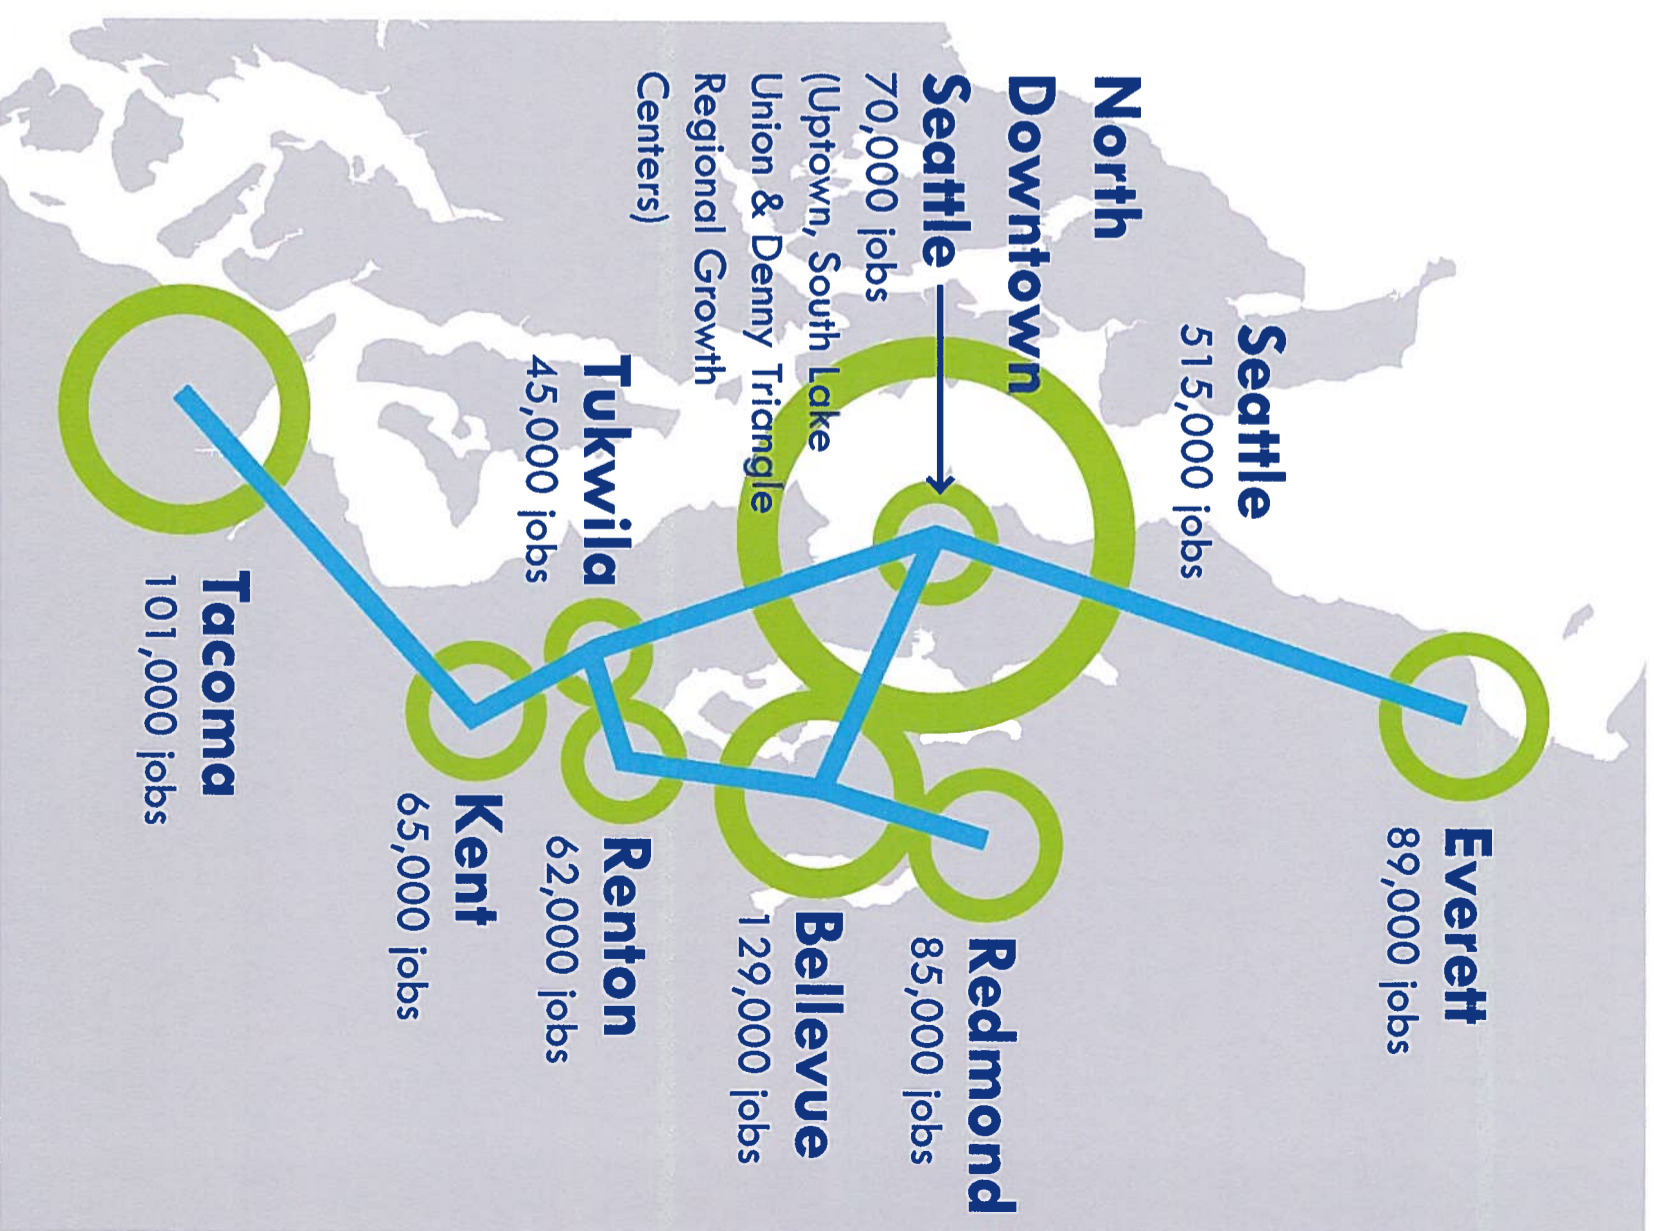 North
Downtown
Seattle
70,000 jobs
(Uptown, South Lake
Union & Denny Triangle
Regional Growth
Centers)
Seattle
515,000 jobs
Everett
89,000 jobs
Redmond
85,000 jobs
Bellevue
129,000 jobs
Tukwila
45,000 jobs
Renton
62,000 jobs
Kent
65,000 jobs
Tacoma
101,000 jobs